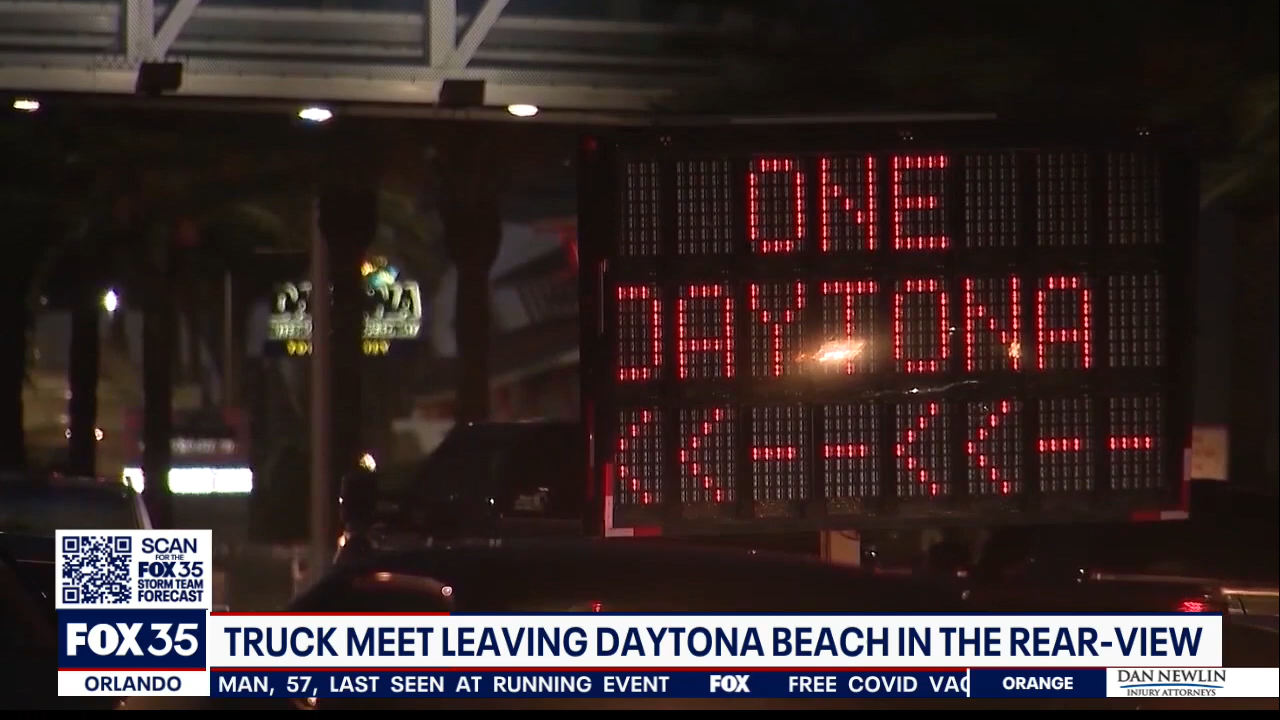 ONE
DAYTONA
<<--<<--
SCAN
FOR THE
FOX 35
STORM TEAM
FORECAST
FOX 35
ORLANDO
TRUCK MEET LEAVING DAYTONA BEACH IN THE REAR-VIEW
MAN, 57, LAST SEEN AT RUNNING EVENT FOX FREE COVID
ORANGE
DAN NEWLIN
INJURY ATTORNEYS